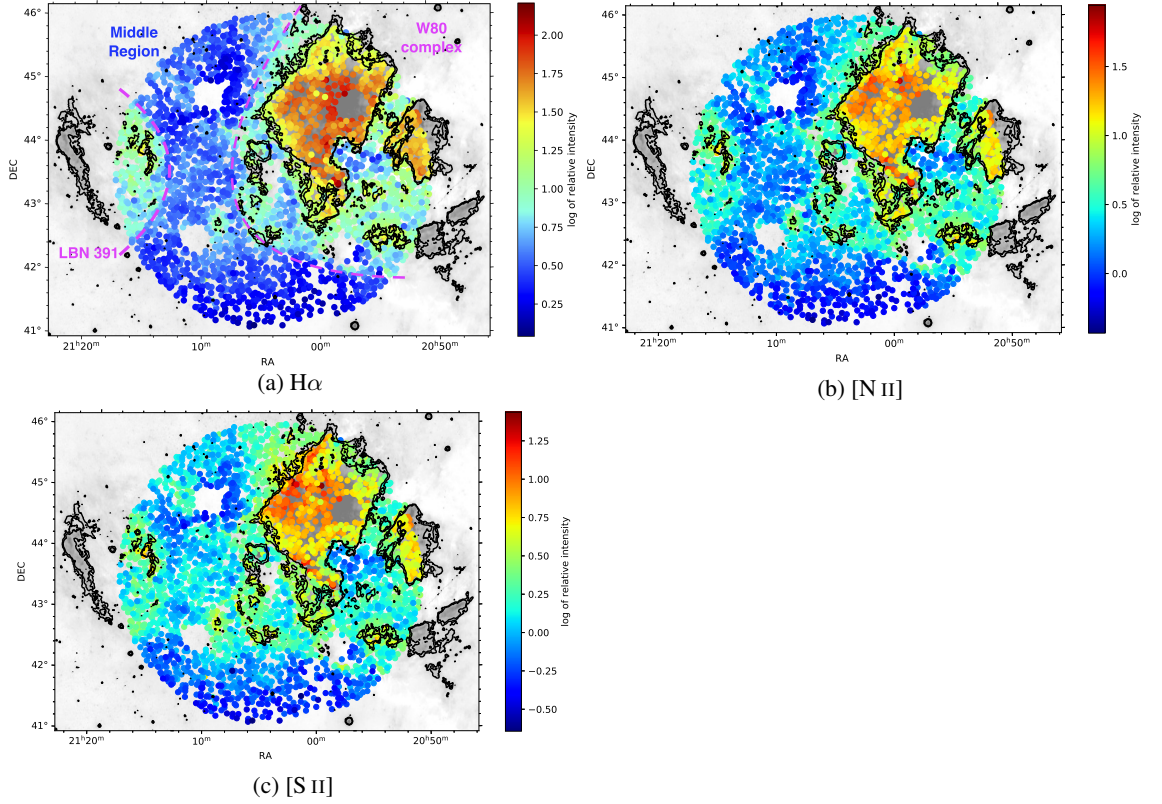 46°
45°
44°
43°
42°
41°
DEC
Middle
Region
W80
complex
LBN 391
21ʰ20ᵐ
10ᵐ
00ᵐ
20ʰ50ᵐ
RA
2.00
1.75
1.50
1.25
1.00
0.75
0.50
0.25
log of relative intensity
(a) Hα
46°
45°
44°
43°
42°
41°
DEC
21ʰ20ᵐ
10ᵐ
00ᵐ
20ʰ50ᵐ
RA
1.5
1.0
0.5
0.0
log of relative intensity
(b) [N II]
46°
45°
44°
43°
42°
41°
DEC
21ʰ20ᵐ
10ᵐ
00ᵐ
20ʰ50ᵐ
RA
1.25
1.00
0.75
0.50
0.25
0.00
−0.25
−0.50
log of relative intensity
(c) [S II]